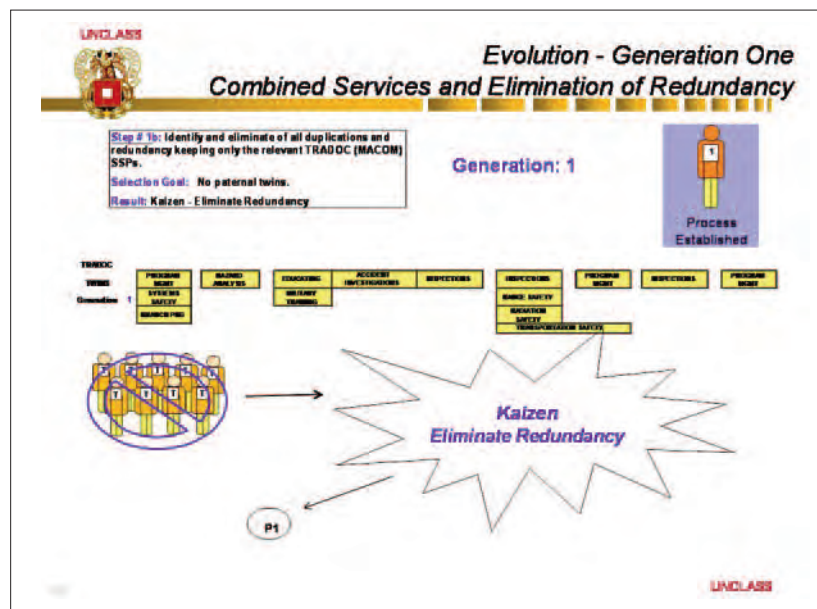 UNCLASS
Evolution - Generation One
Combined Services and Elimination of Redundancy
Step # 1b: Identify and eliminate of all duplications and
redundancy keeping only the relevant TRADOC (MACOM)
SSPs.
Selection Goal: No paternal twins.
Result: Kaizen - Eliminate Redundancy
Generation: 1
1
Process
Established
TRADOC
TWINS
Generation 1
PROGRAM
MGMT
SYSTEMS
SAFETY
HAZARD
ANALYSIS
EDUCATING
MILITARY
TRAINING
ACCIDENT
INVESTIGATIONS
INSPECTIONS
INSPECTIONS
RANGE SAFETY
RADIATION
SAFETY
TRANSPORTATION SAFETY
PROGRAM
MGMT
INSPECTIONS
PROGRAM
MGMT
T T T T T
T T T T
Kaizen
Eliminate Redundancy
P1
UNCLASS